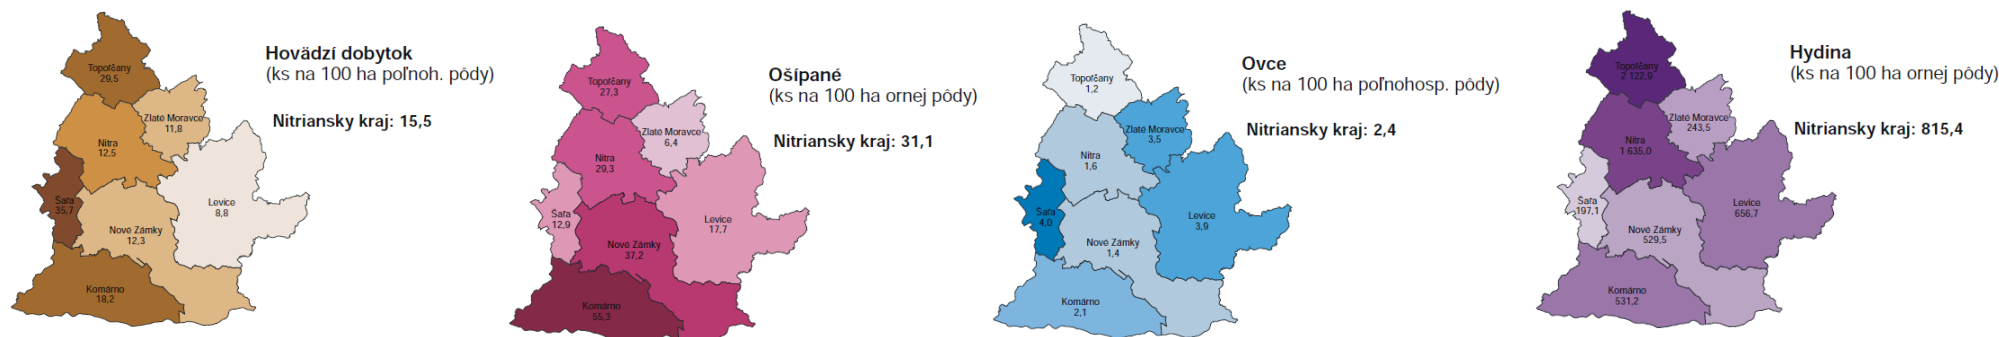 Hovädzí dobytok
(ks na 100 ha poľnoh. pôdy)
Nitriansky kraj: 15,5
Topoľčany
29,5
Zlaté Moravce
11,8
Nitra
12,5
Šaľa
35,7
Levice
8,8
Nové Zámky
12,3
Komárno
18,2
Ošípané
(ks na 100 ha ornej pôdy)
Nitriansky kraj: 31,1
Topoľčany
27,3
Zlaté Moravce
6,4
Nitra
29,3
Šaľa
12,9
Levice
17,7
Nové Zámky
37,2
Komárno
55,3
Ovce
(ks na 100 ha poľnohosp. pôdy)
Nitriansky kraj: 2,4
Topoľčany
1,2
Zlaté Moravce
3,5
Nitra
1,6
Šaľa
4,0
Levice
3,9
Nové Zámky
1,4
Komárno
2,1
Hydina
(ks na 100 ha ornej pôdy)
Nitriansky kraj: 815,4
Topoľčany
2 122,9
Zlaté Moravce
243,5
Nitra
1 635,0
Šaľa
197,1
Levice
656,7
Nové Zámky
529,5
Komárno
531,2